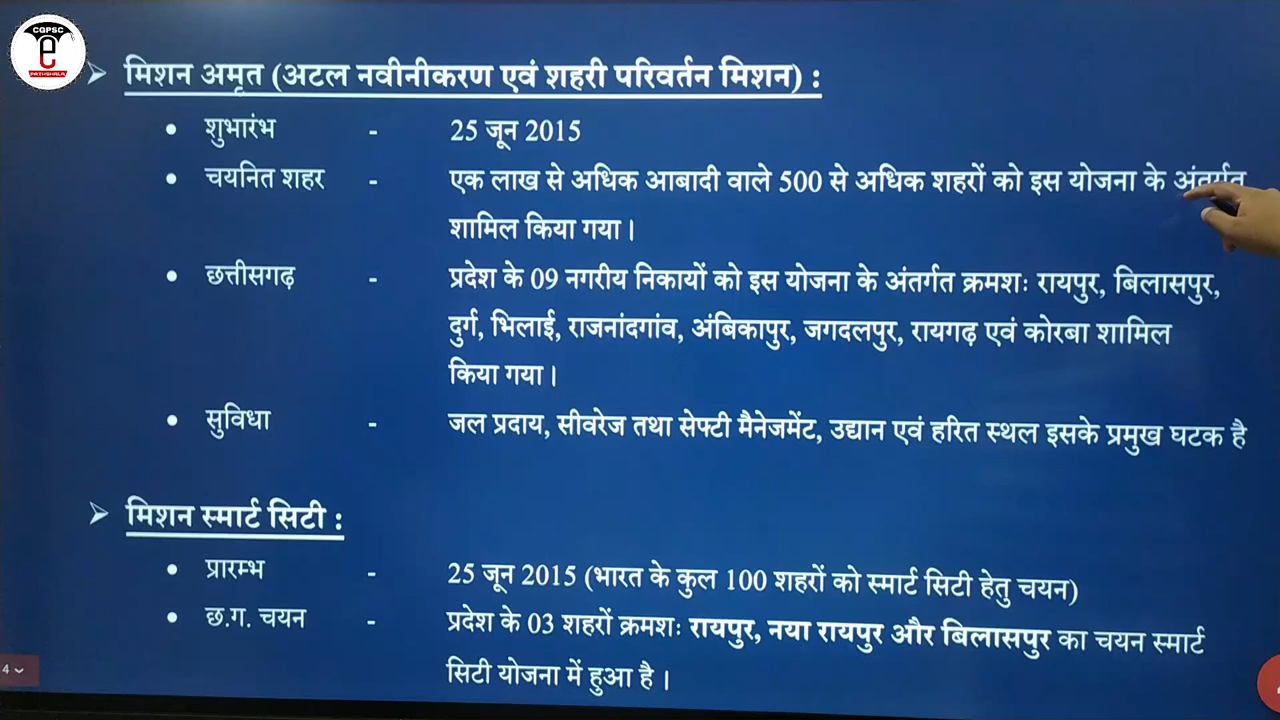 CGPSC
e
PATHSHALA
मिशन अमृत (अटल नवीनीकरण एवं शहरी परिवर्तन मिशन) :
• शुभारंभ - 25 जून 2015
• चयनित शहर - एक लाख से अधिक आबादी वाले 500 से अधिक शहरों को इस योजना के अंतर्गत
शामिल किया गया ।
• छत्तीसगढ़ - प्रदेश के 09 नगरीय निकायों को इस योजना के अंतर्गत क्रमशः रायपुर, बिलासपुर,
दुर्ग, भिलाई, राजनांदगांव, अंबिकापुर, जगदलपुर, रायगढ़ एवं कोरबा शामिल
किया गया ।
• सुविधा - जल प्रदाय, सीवरेज तथा सेफ्टी मैनेजमेंट, उद्यान एवं हरित स्थल इसके प्रमुख घटक है
मिशन स्मार्ट सिटी :
• प्रारम्भ - 25 जून 2015 (भारत के कुल 100 शहरों को स्मार्ट सिटी हेतु चयन)
• छ.ग. चयन - प्रदेश के 03 शहरों क्रमशः रायपुर, नया रायपुर और बिलासपुर का चयन स्मार्ट
सिटी योजना में हुआ है ।
4